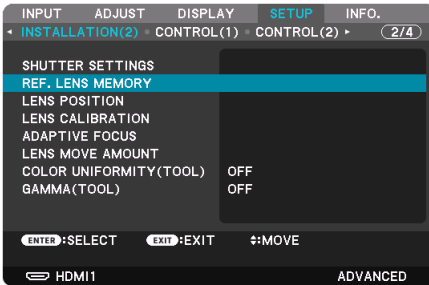 INPUT ADJUST DISPLAY SETUP INFO.
INSTALLATION(2) CONTROL(1) CONTROL(2) 2/4
SHUTTER SETTINGS
REF. LENS MEMORY
LENS POSITION
LENS CALIBRATION
ADAPTIVE FOCUS
LENS MOVE AMOUNT
COLOR UNIFORMITY(TOOL) OFF
GAMMA(TOOL) OFF
ENTER:SELECT EXIT:EXIT :MOVE
HDMI1 ADVANCED